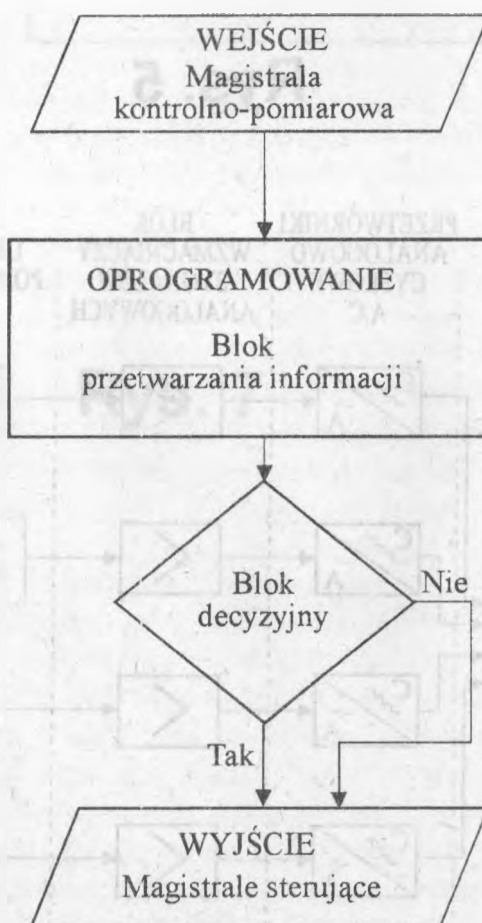 WEJŚCIE
Magistrala
kontrolno-pomiarowa
OPROGRAMOWANIE
Blok
przetwarzania informacji
Blok
decyzyjny
Nie
Tak
WYJŚCIE
Magistrale sterujące